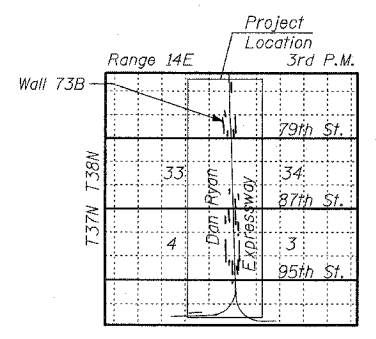 Project
Location
Range 14E 3rd P.M.
Wall 73B
79th St.
T38N
33 34
87th St.
Dan Ryan
Expressway
T37N
4 3
95th St.